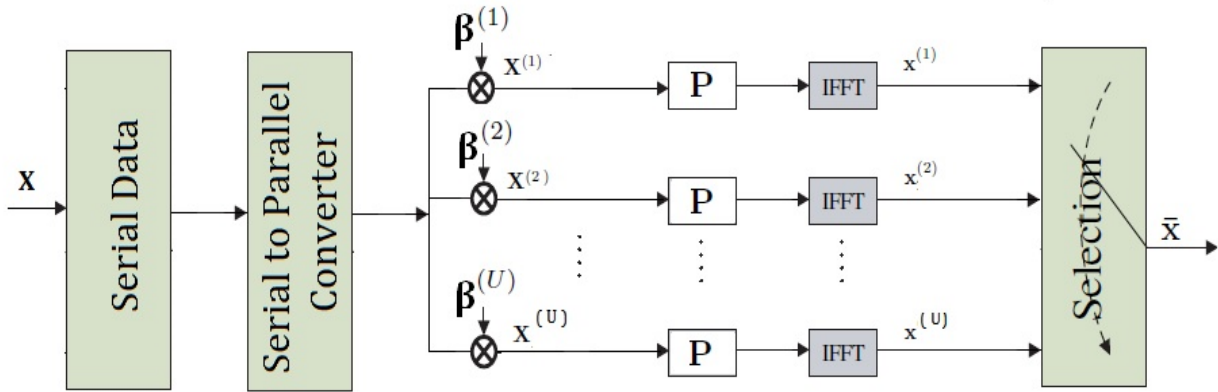 X
Serial Data
Serial to Parallel
Converter
β(1)
X(1)
P
IFFT
x(1)
β(2)
X(2)
P
IFFT
x(2)
β(U)
X(U)
P
IFFT
x(U)
Selection
x̄